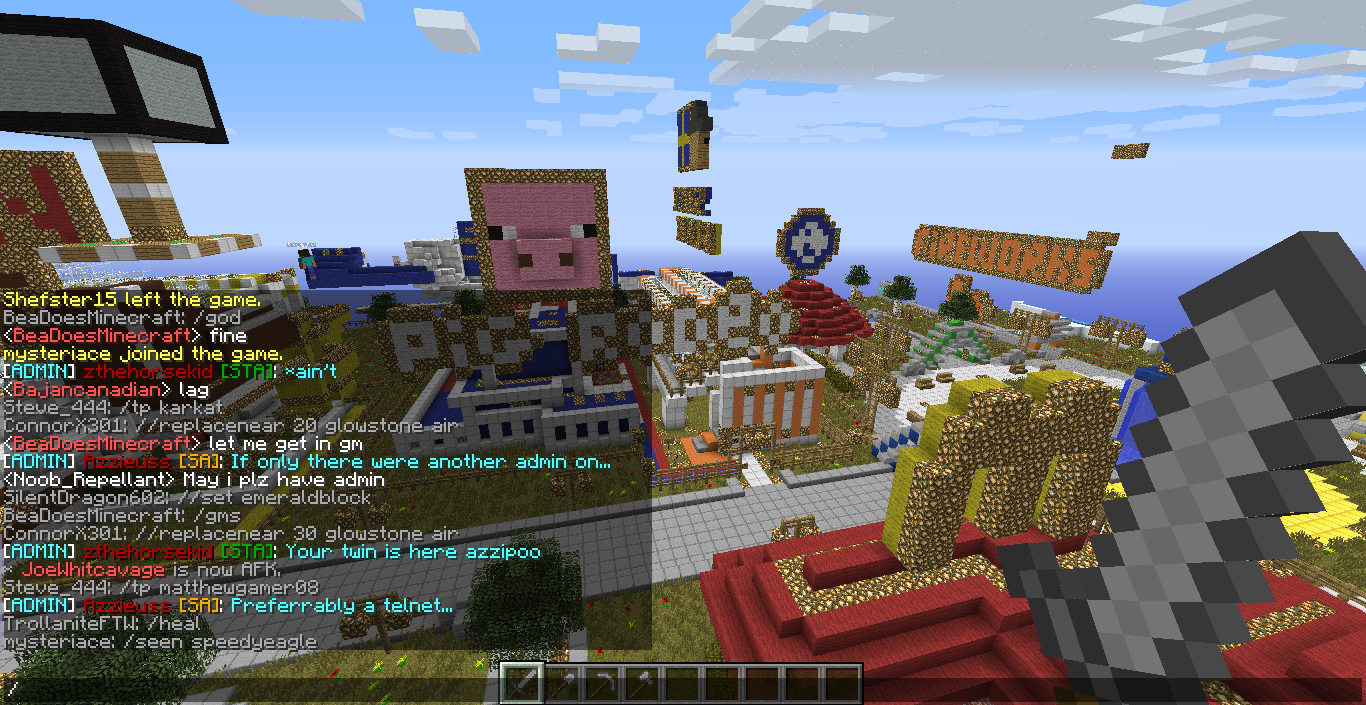 FIREWORKS
Pig Rodeo
Shefster15 left the game.
BeaDoesMinecraft: /god
<BeaDoesMinecraft> fine
mysteriace joined the game.
[ADMIN] zthehorsekid [STA]: *ain't
<Bajancanadian> lag
Steve_444: /tp karkat
ConnorX301: //replacenear 20 glowstone air
<BeaDoesMinecraft> let me get in gm
[ADMIN] Azzieuss [SA]: If only there were another admin on...
<Noob_Repellant> May i plz have admin
SilentDragon602: //set emeraldblock
BeaDoesMinecraft: /gms
ConnorX301: //replacenear 30 glowstone air
[ADMIN] zthehorsekid [STA]: Your twin is here azzipoo
* JoeWhitcavage is now AFK.
Steve_444: /tp matthewgamer08
[ADMIN] Azzieuss [SA]: Preferrably a telnet...
TrollaniteFTW: /heal
mysteriace: /seen speedyeagle
/